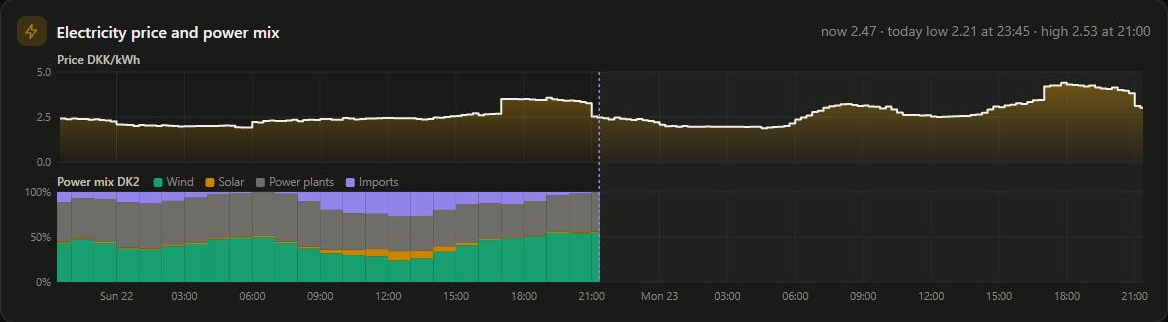 Electricity price and power mix
now 2.47 · today low 2.21 at 23:45 · high 2.53 at 21:00
Price DKK/kWh
5.0
2.5
0.0
Power mix DK2 Wind Solar Power plants Imports
100%
50%
0%
Sun 22 03:00 06:00 09:00 12:00 15:00 18:00 21:00 Mon 23 03:00 06:00 09:00 12:00 15:00 18:00 21:00